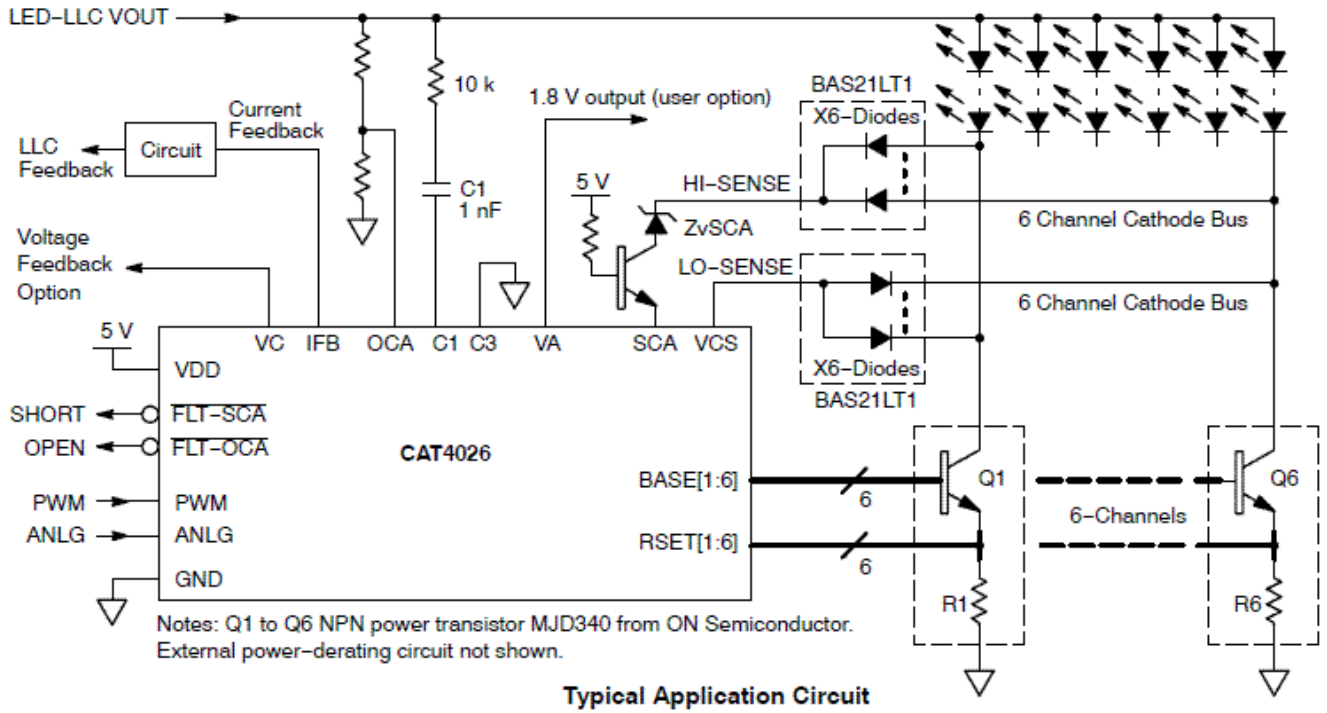 LED–LLC VOUT
10 k
1.8 V output (user option)
BAS21LT1
X6–Diodes
Current
Feedback
Circuit
LLC
Feedback
C1
1 nF
5 V
HI–SENSE
ZvSCA
6 Channel Cathode Bus
Voltage
Feedback
Option
LO–SENSE
6 Channel Cathode Bus
5 V
VC
IFB
OCA
C1
C3
VA
SCA
VCS
X6–Diodes
BAS21LT1
VDD
SHORT
FLT–SCA
OPEN
FLT–OCA
CAT4026
PWM
PWM
ANLG
ANLG
GND
BASE[1:6]
6
Q1
Q6
6–Channels
RSET[1:6]
6
R1
R6
Notes: Q1 to Q6 NPN power transistor MJD340 from ON Semiconductor.
External power–derating circuit not shown.
Typical Application Circuit